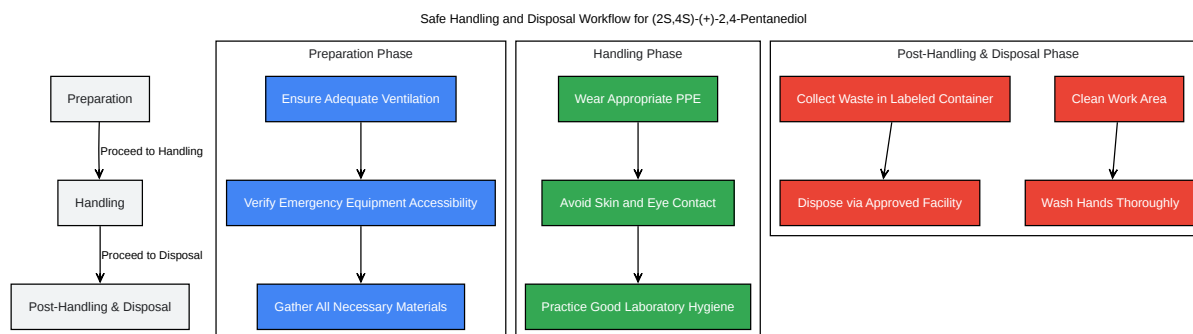 Safe Handling and Disposal Workflow for (2S,4S)-(+)-2,4-Pentanediol
Preparation
Proceed to Handling
Handling
Proceed to Disposal
Post-Handling & Disposal
Preparation Phase
Ensure Adequate Ventilation
Verify Emergency Equipment Accessibility
Gather All Necessary Materials
Handling Phase
Wear Appropriate PPE
Avoid Skin and Eye Contact
Practice Good Laboratory Hygiene
Post-Handling & Disposal Phase
Collect Waste in Labeled Container
Dispose via Approved Facility
Clean Work Area
Wash Hands Thoroughly